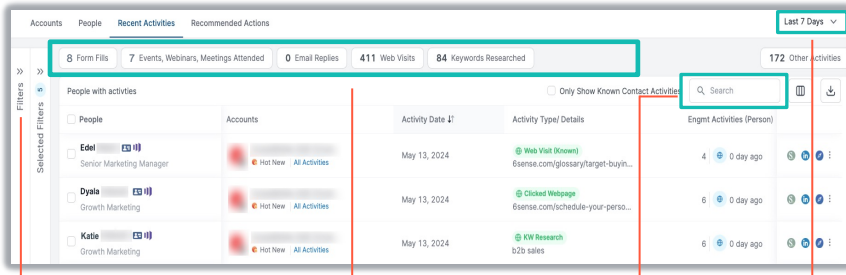 Accounts People Recent Activities Recommended Actions Last 7 Days
8 Form Fills 7 Events, Webinars, Meetings Attended 0 Email Replies 411 Web Visits 84 Keywords Researched 172 Other Activities
Filters
Selected Filters 5
People with activties Only Show Known Contact Activities Search
People Accounts Activity Date Activity Type/ Details Engmt Activities (Person)
Edel Web Visit (Known)
Hot New All Activities May 13, 2024 4 0 day ago
Senior Marketing Manager 6sense.com/glossary/target-buyin...
Dyala Clicked Webpage
Hot New All Activities May 13, 2024 6 0 day ago
Growth Marketing 6sense.com/schedule-your-perso...
Katie KW Research
Hot New All Activities May 13, 2024 6 0 day ago
Growth Marketing b2b sales